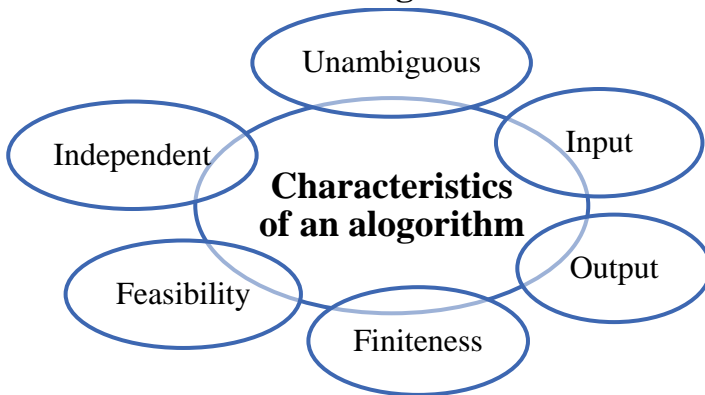 Unambiguous
Input
Independent
Characteristics
of an alogorithm
Output
Feasibility
Finiteness